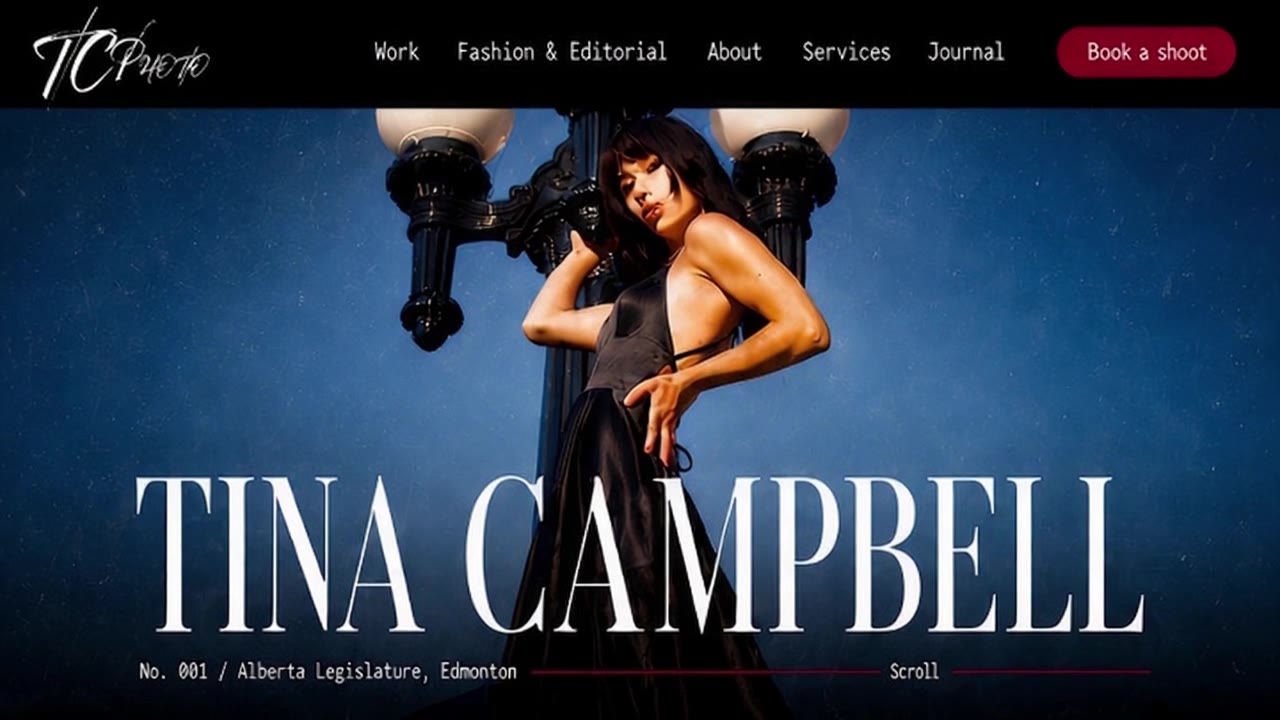 TCPHOTO
Work Fashion & Editorial About Services Journal Book a shoot
TINA CAMPBELL
No. 001 / Alberta Legislature, Edmonton Scroll